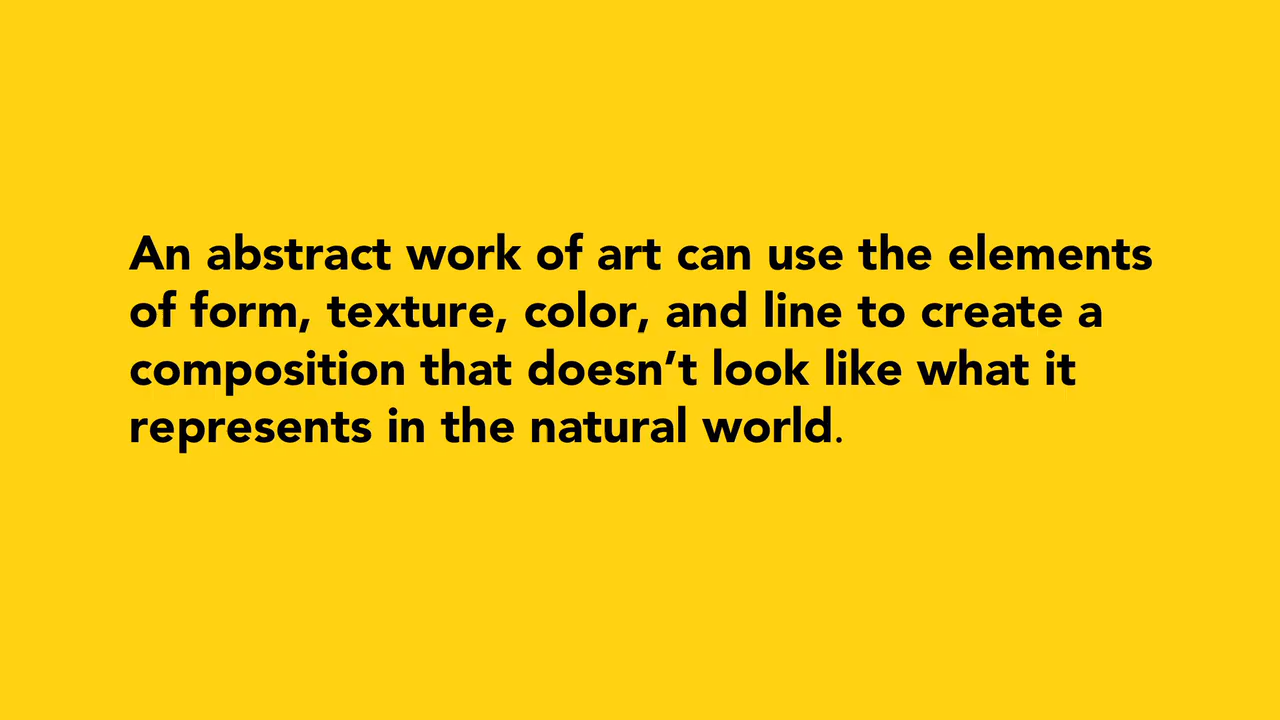 An abstract work of art can use the elements
of form, texture, color, and line to create a
composition that doesn’t look like what it
represents in the natural world.